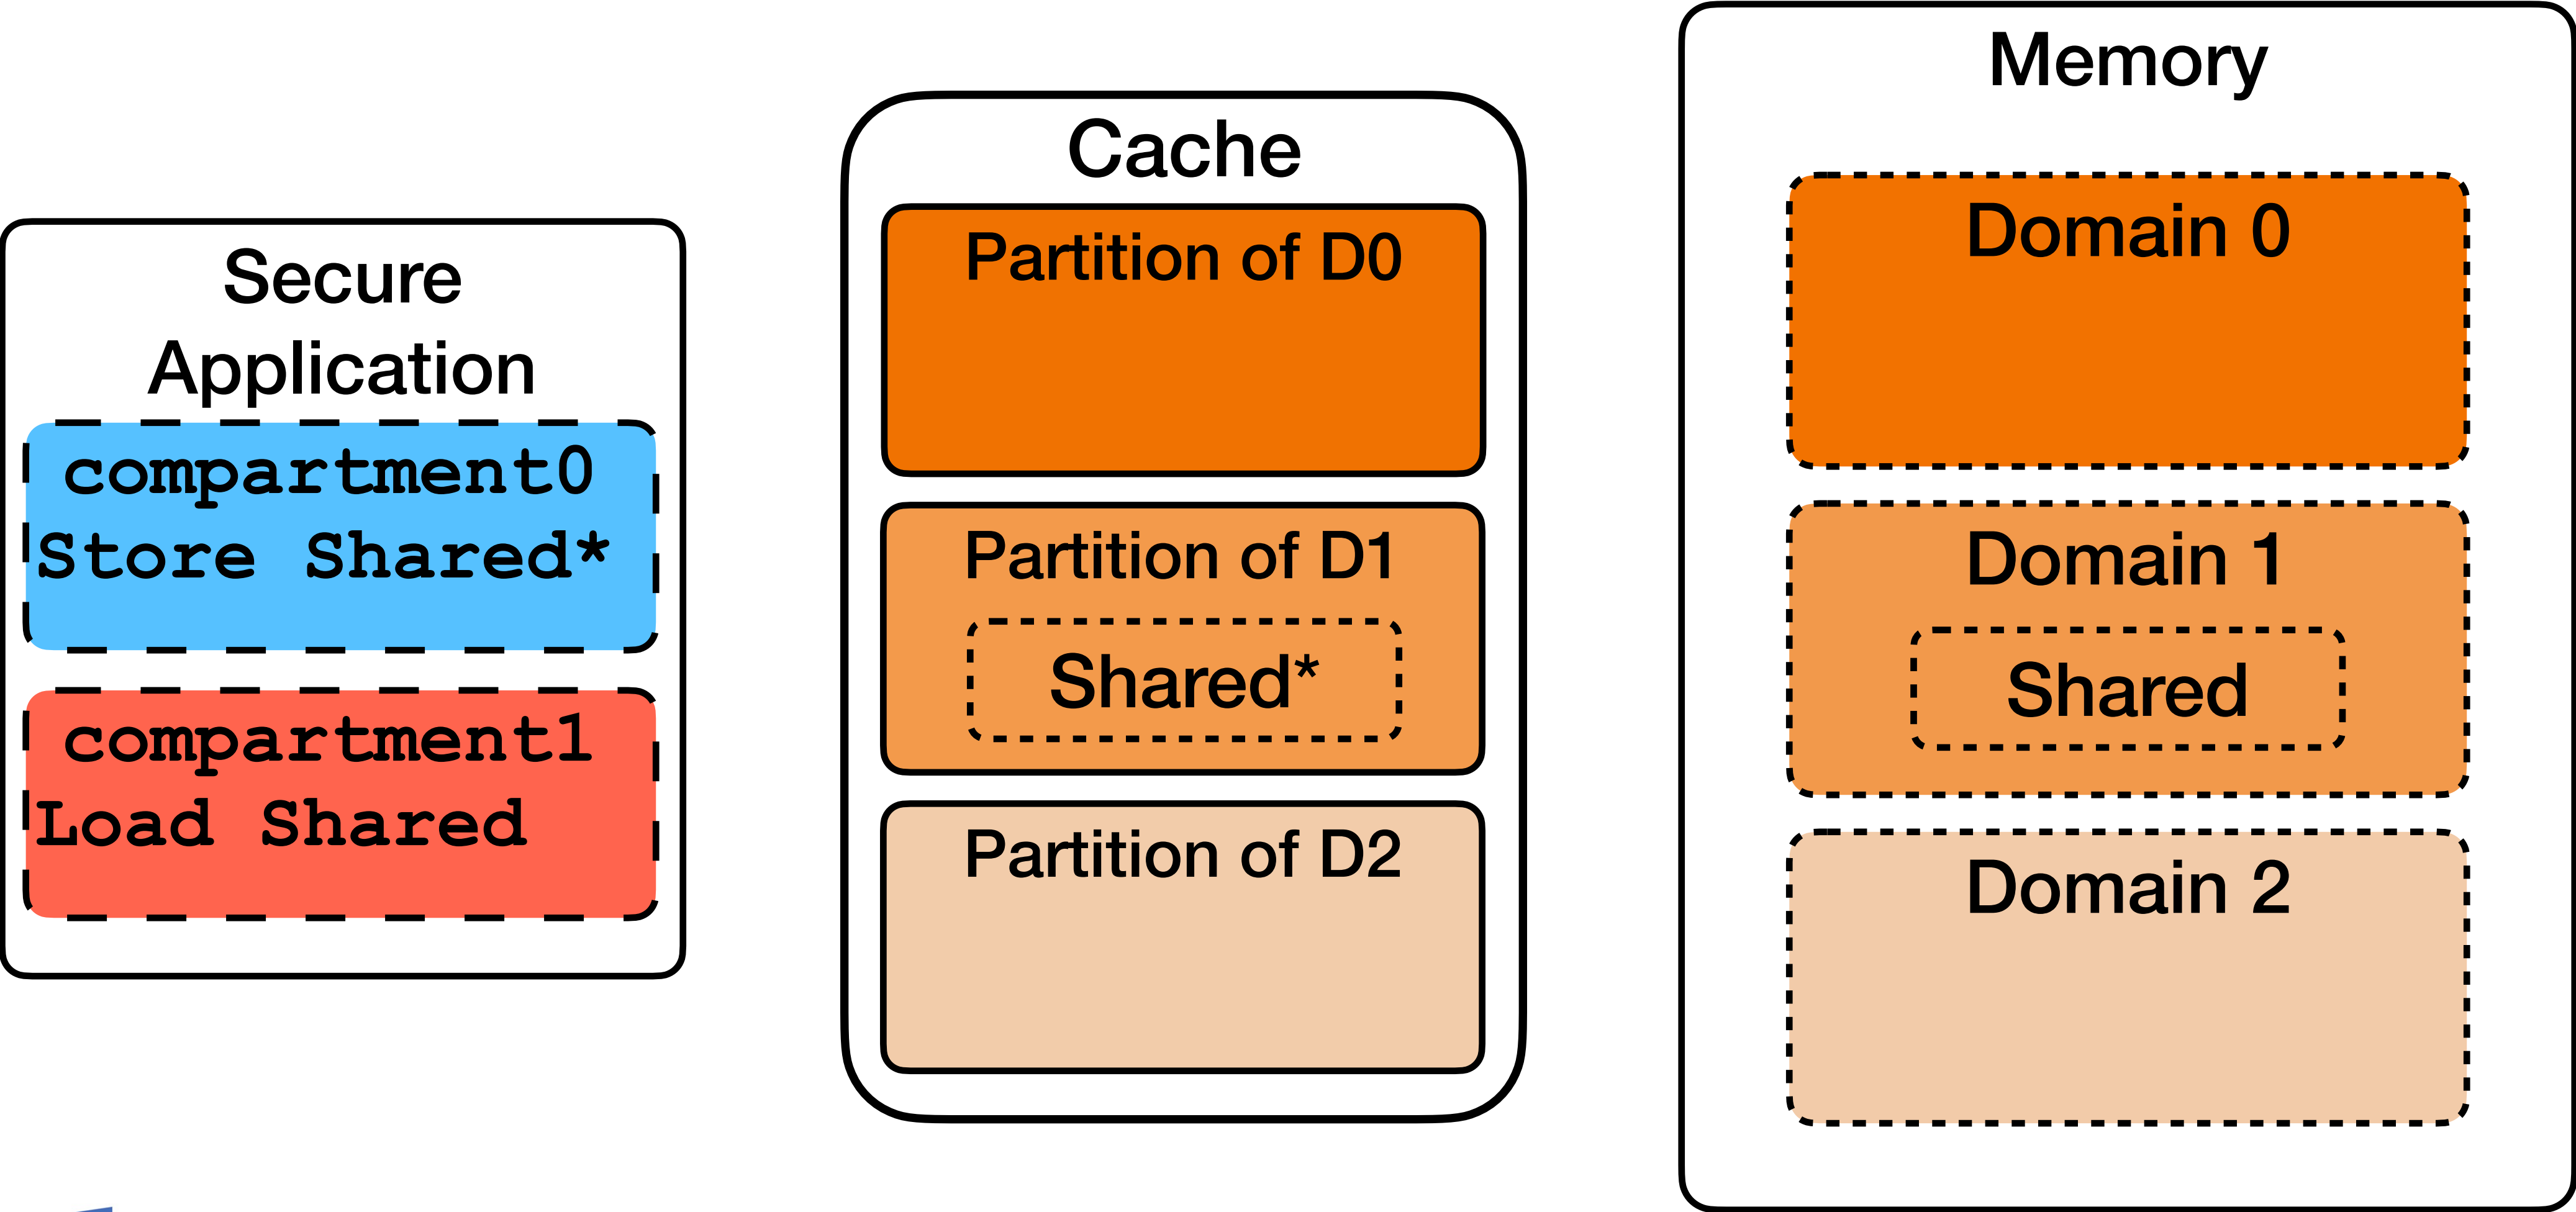 Secure
Application
compartment0
Store Shared*
compartment1
Load Shared
Cache
Partition of D0
Partition of D1
Shared*
Partition of D2
Memory
Domain 0
Domain 1
Shared
Domain 2